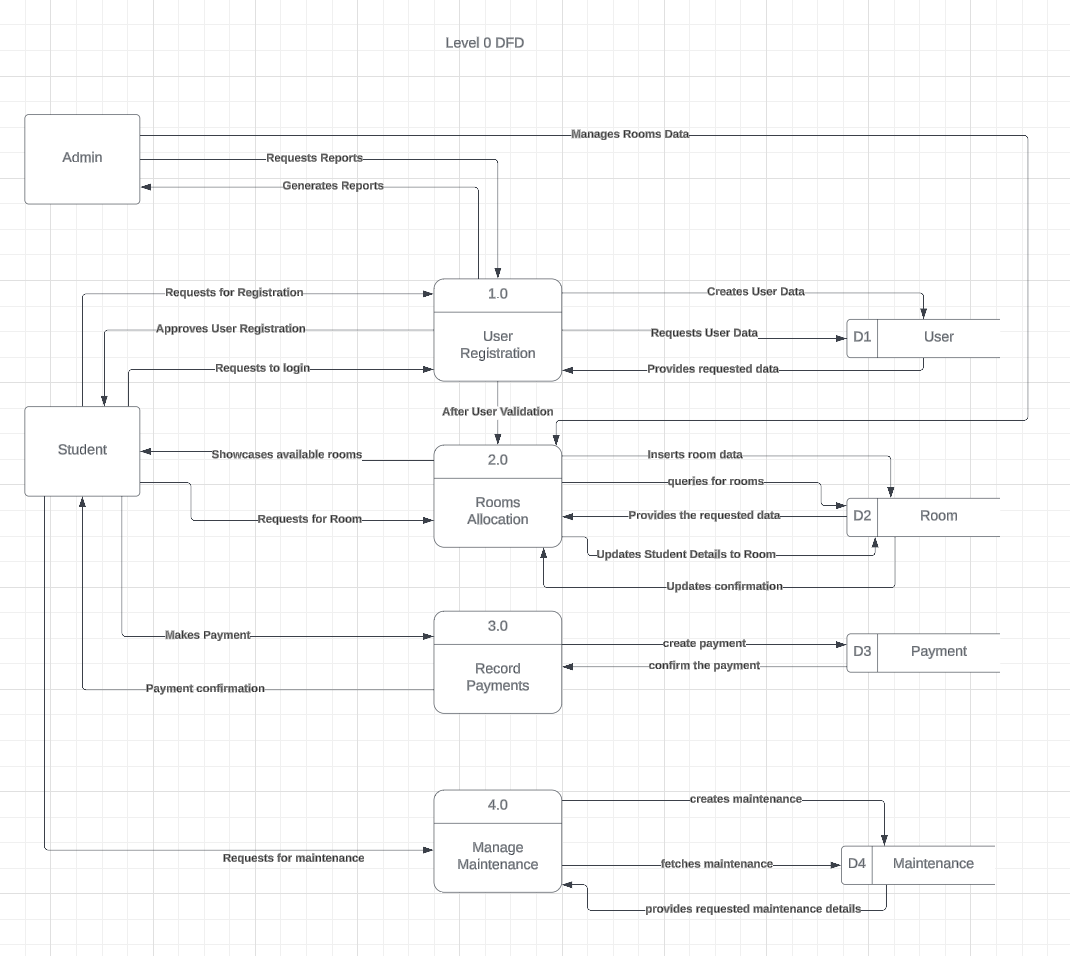 Level 0 DFD
Manages Rooms Data
Admin
Requests Reports
Generates Reports
Requests for Registration
1.0
Creates User Data
Approves User Registration
User
Registration
Requests User Data
D1
User
Requests to login
Provides requested data
After User Validation
Student
Showcases available rooms
2.0
Inserts room data
queries for rooms
Rooms
Allocation
Requests for Room
Provides the requested data
D2
Room
Updates Student Details to Room
Updates confirmation
3.0
Makes Payment
create payment
D3
Payment
Record
Payments
confirm the payment
Payment confirmation
4.0
creates maintenance
Manage
Maintenance
Requests for maintenance
fetches maintenance
D4
Maintenance
provides requested maintenance details